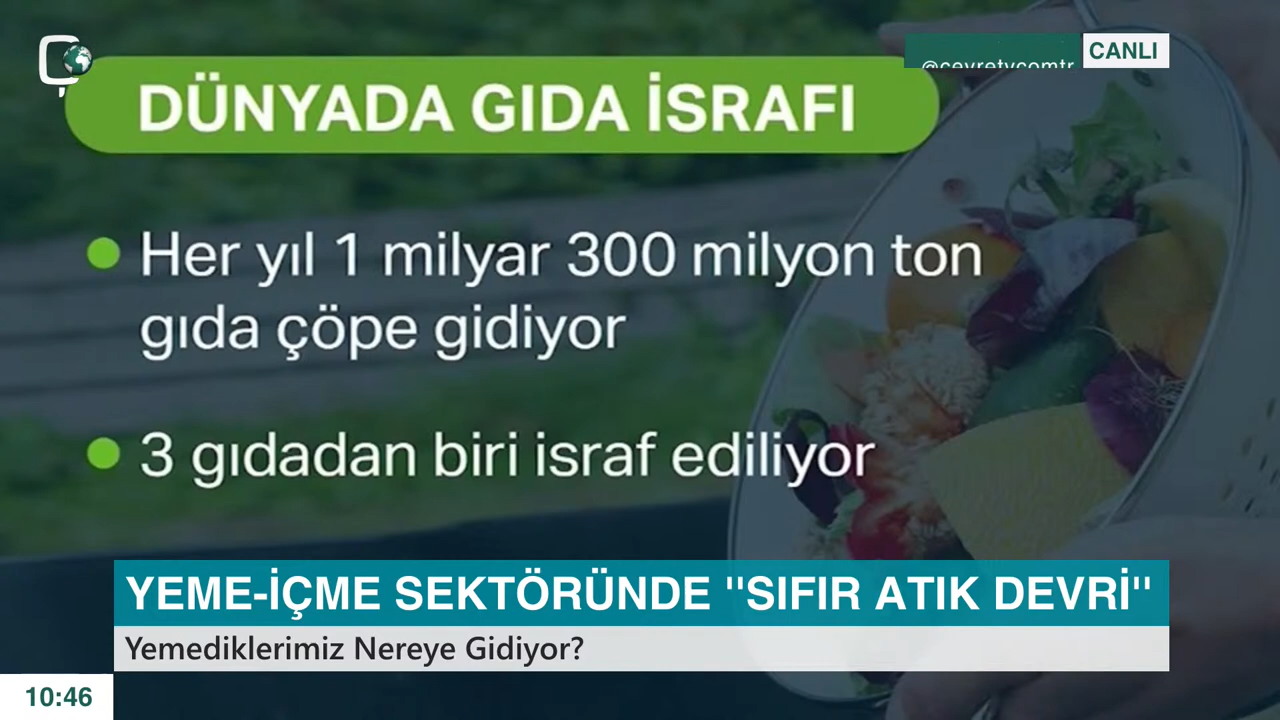 @cevretvcomtr
CANLI
DÜNYADA GIDA İSRAFI
Her yıl 1 milyar 300 milyon ton
gıda çöpe gidiyor
3 gıdadan biri israf ediliyor
YEME-İÇME SEKTÖRÜNDE "SIFIR ATIK DEVRİ"
Yemediklerimiz Nereye Gidiyor?
10:46